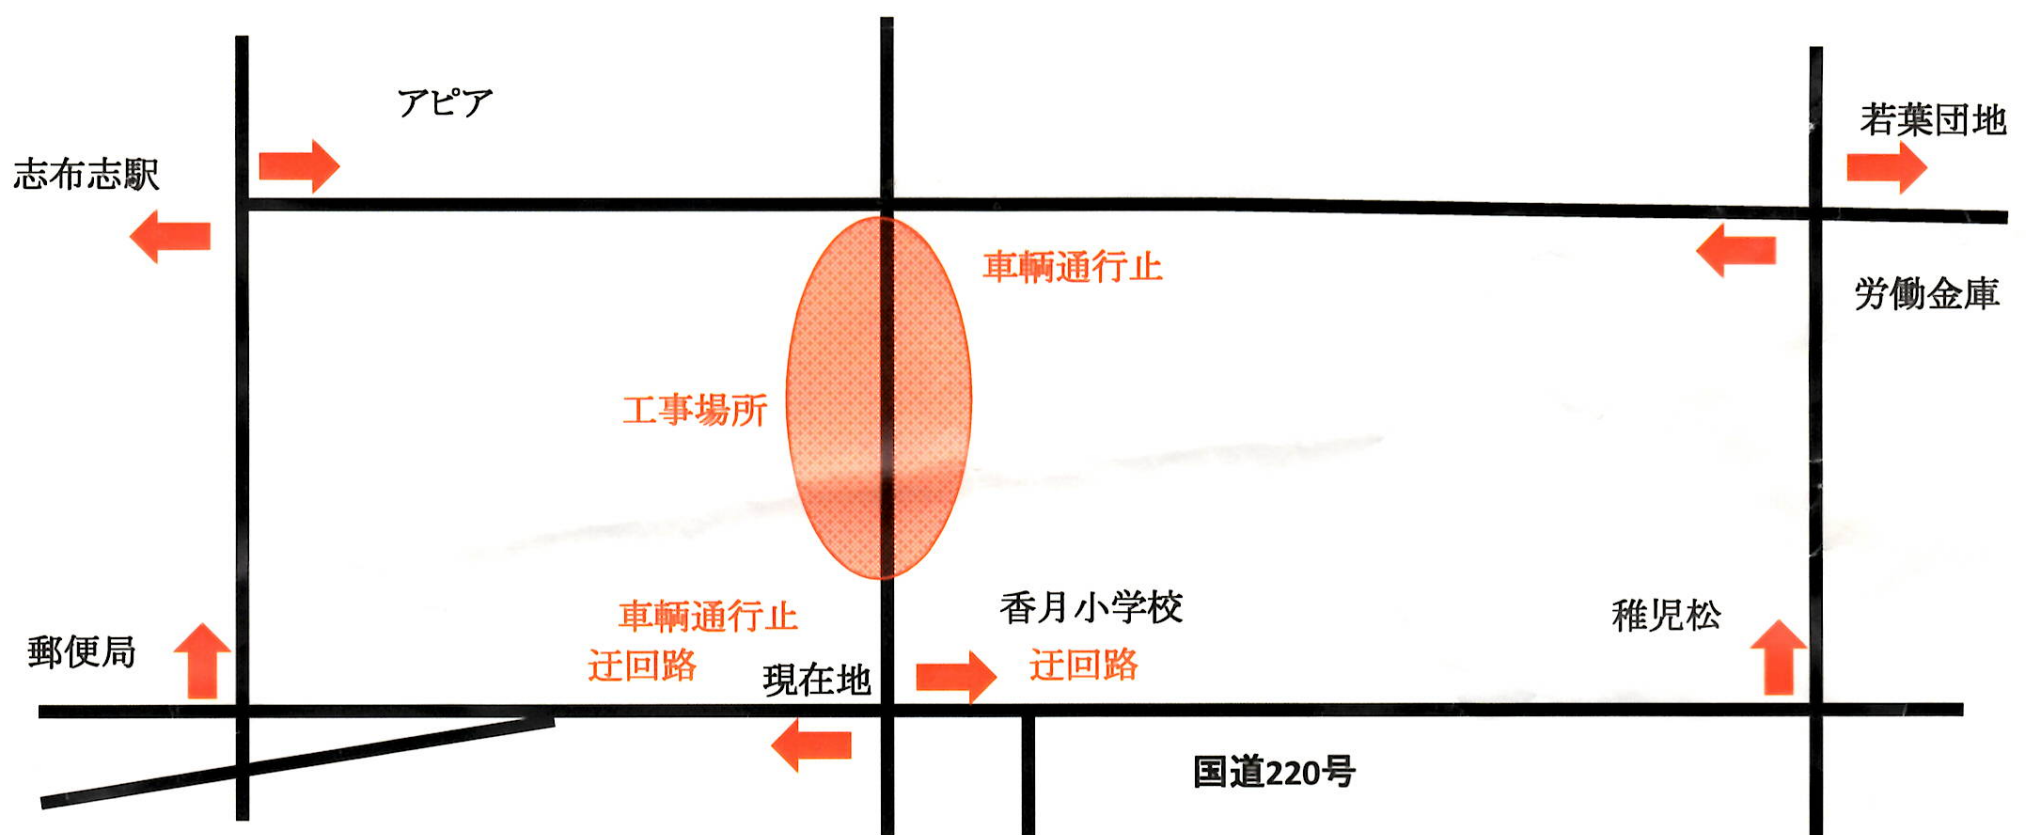 アピア
若葉団地
志布志駅
車輌通行止
労働金庫
工事場所
車輌通行止
香月小学校
稚児松
郵便局
迂回路
現在地
迂回路
国道220号